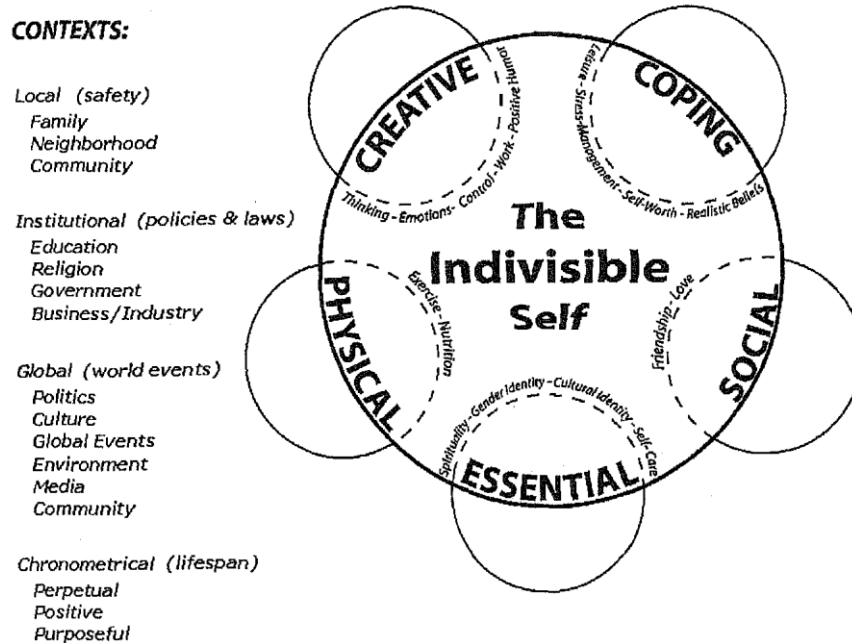 CONTEXTS:
Local (safety)
Family
Neighborhood
Community
Institutional (policies & laws)
Education
Religion
Government
Business/Industry
Global (world events)
Politics
Culture
Global Events
Environment
Media
Community
Chronometrical (lifespan)
Perpetual
Positive
Purposeful
CREATIVE
Thinking - Emotions - Control - Work - Positive Humor
COPING
Leisure - Stress-Management - Self-Worth - Realistic Beliefs
The
Indivisible
Self
PHYSICAL
Exercise - Nutrition
SOCIAL
Friendship - Love
Spirituality - Gender Identity - Cultural Identity - Self-Care
ESSENTIAL